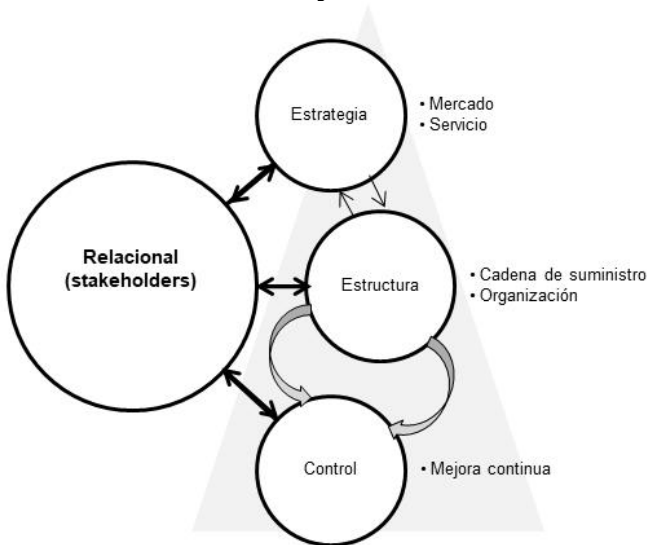 Estrategia
• Mercado
• Servicio
Relacional
(stakeholders)
Estructura
• Cadena de suministro
• Organización
Control
• Mejora continua